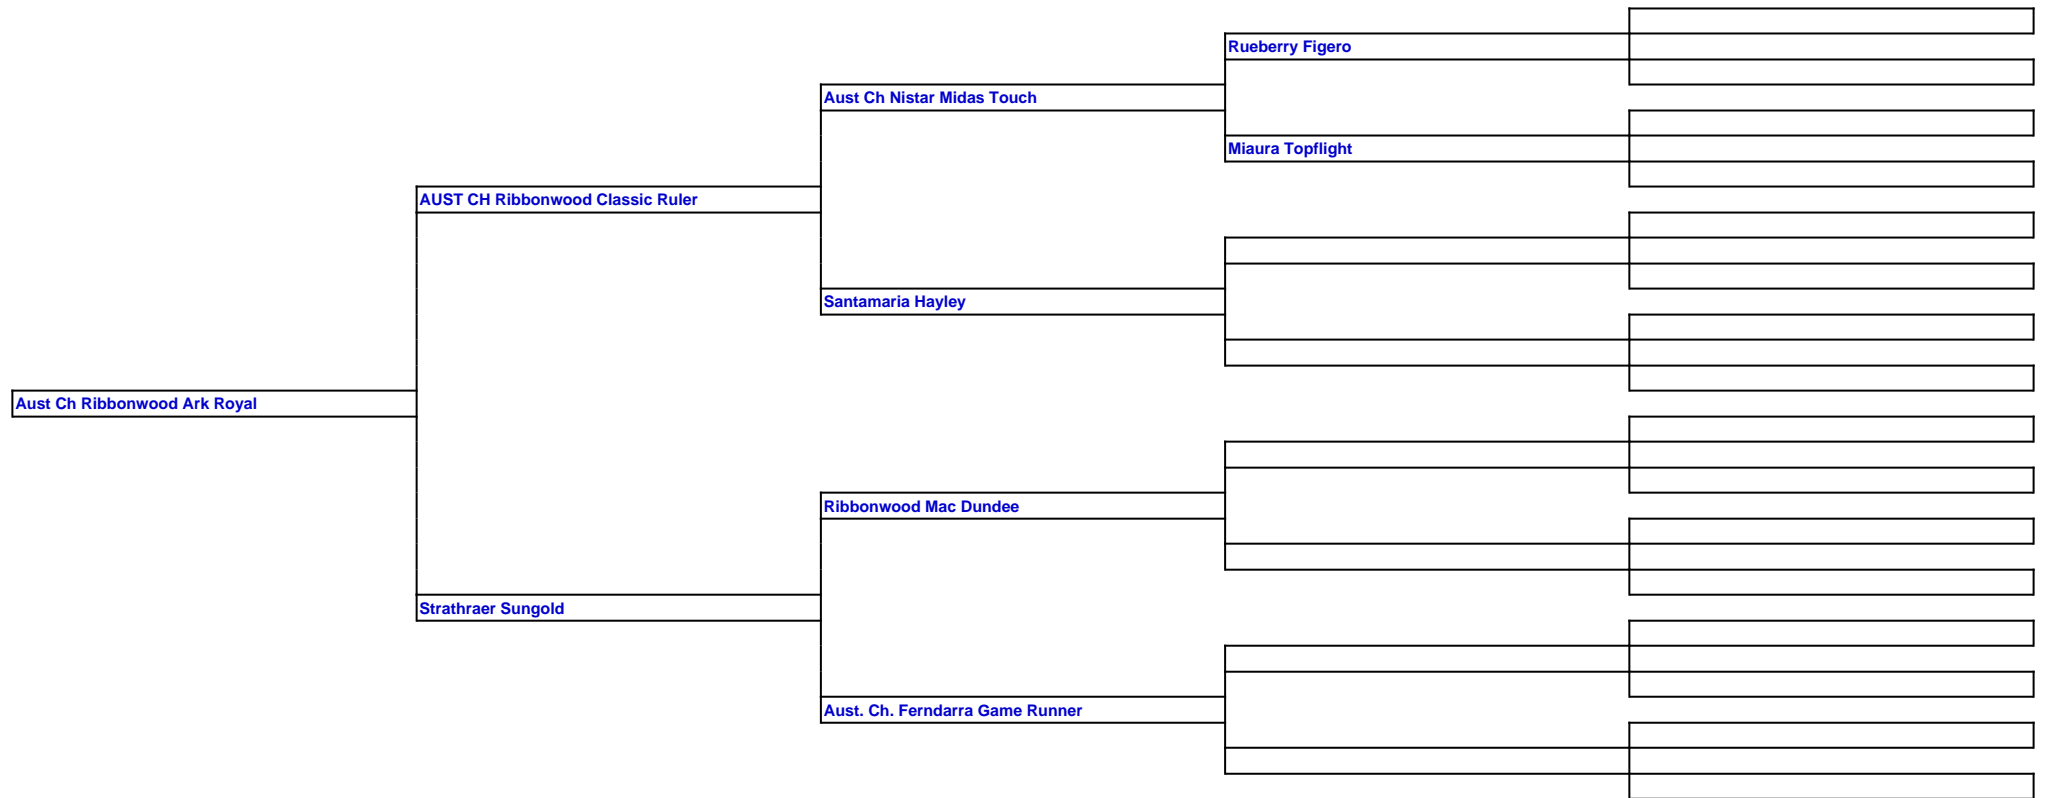 Rueberry Figero
Aust Ch Nistar Midas Touch
Miaura Topflight
AUST CH Ribbonwood Classic Ruler
Santamaria Hayley
Aust Ch Ribbonwood Ark Royal
Ribbonwood Mac Dundee
Strathraer Sungold
Aust. Ch. Ferndarra Game Runner